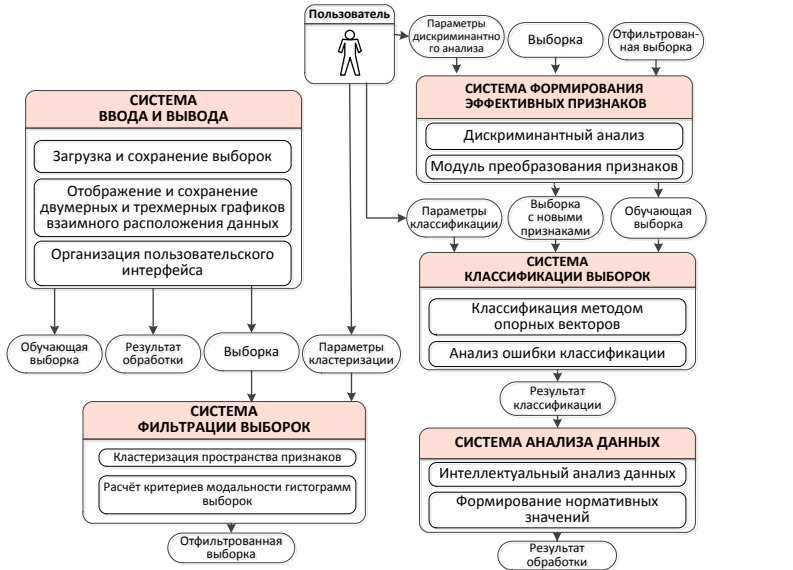 Пользователь
Параметры
дискриминантно
го анализа
Выборка
Отфильтрован-
ная выборка
СИСТЕМА ФОРМИРОВАНИЯ
ЭФФЕКТИВНЫХ ПРИЗНАКОВ
Дискриминантный анализ
Модуль преобразования признаков
СИСТЕМА
ВВОДА И ВЫВОДА
Загрузка и сохранение выборок
Отображение и сохранение
двумерных и трехмерных графиков
взаимного расположения данных
Организация пользовательского
интерфейса
Параметры
классификации
Выборка
с новыми
признаками
Обучающая
выборка
СИСТЕМА
КЛАССИФИКАЦИИ ВЫБОРОК
Классификация методом
опорных векторов
Анализ ошибки классификации
Обучающая
выборка
Результат
обработки
Выборка
Параметры
кластеризации
Результат
классификации
СИСТЕМА
ФИЛЬТРАЦИИ ВЫБОРОК
Кластеризация пространства признаков
Расчёт критериев модальности гистограмм
выборок
Отфильтрованная
выборка
СИСТЕМА АНАЛИЗА ДАННЫХ
Интеллектуальный анализ данных
Формирование нормативных
значений
Результат
обработки